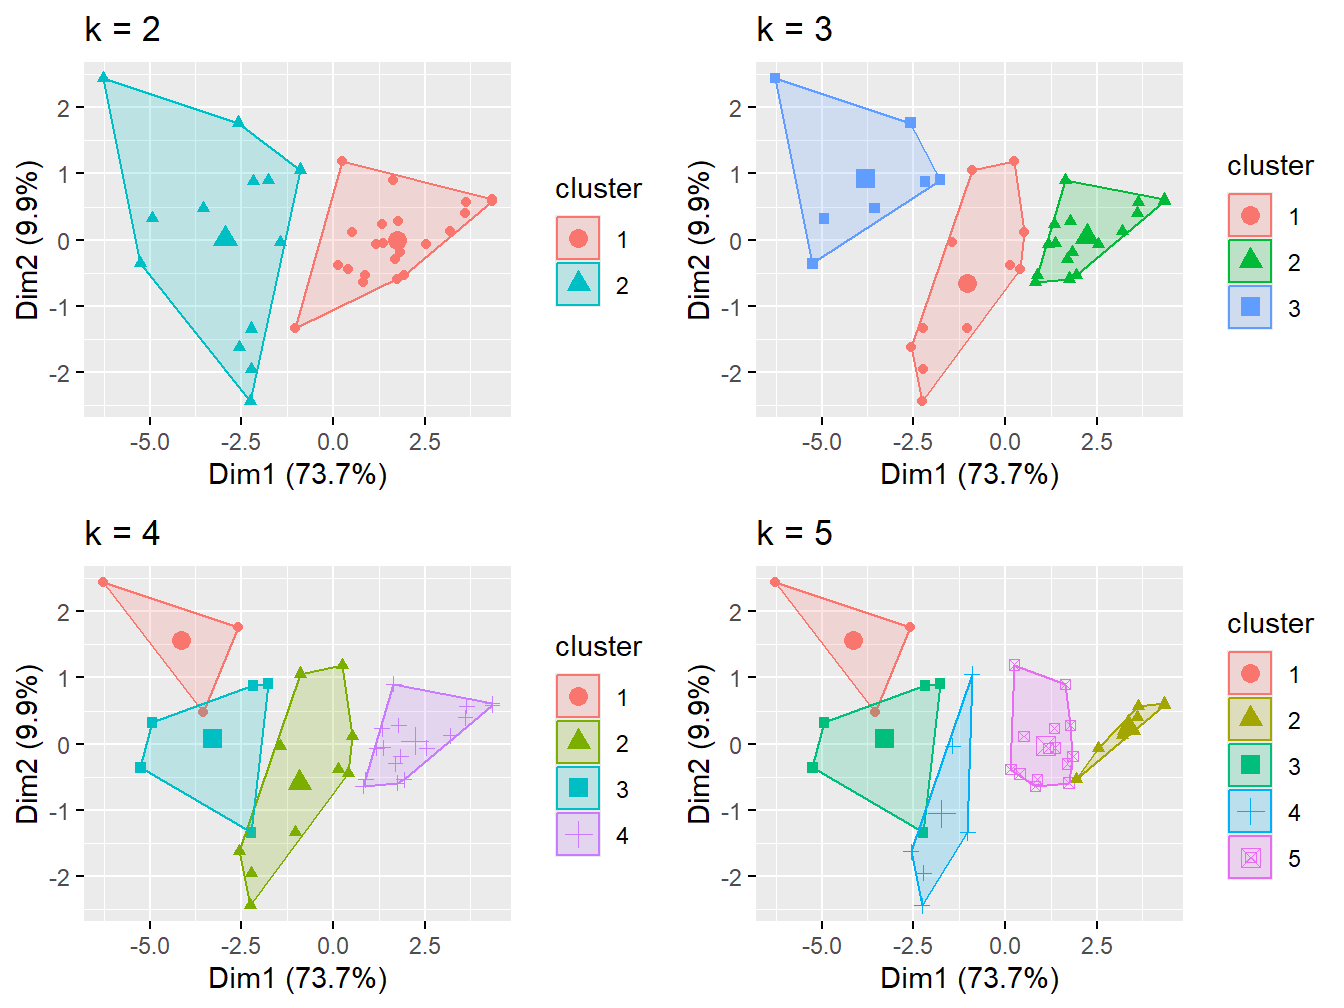 k = 2
2
1
0
-1
-2
Dim2 (9.9%)
-5.0 -2.5 0.0 2.5
Dim1 (73.7%)
cluster
1
2
k = 3
2
1
0
-1
-2
Dim2 (9.9%)
-5.0 -2.5 0.0 2.5
Dim1 (73.7%)
cluster
1
2
3
k = 4
2
1
0
-1
-2
Dim2 (9.9%)
-5.0 -2.5 0.0 2.5
Dim1 (73.7%)
cluster
1
2
3
4
k = 5
2
1
0
-1
-2
Dim2 (9.9%)
-5.0 -2.5 0.0 2.5
Dim1 (73.7%)
cluster
1
2
3
4
5